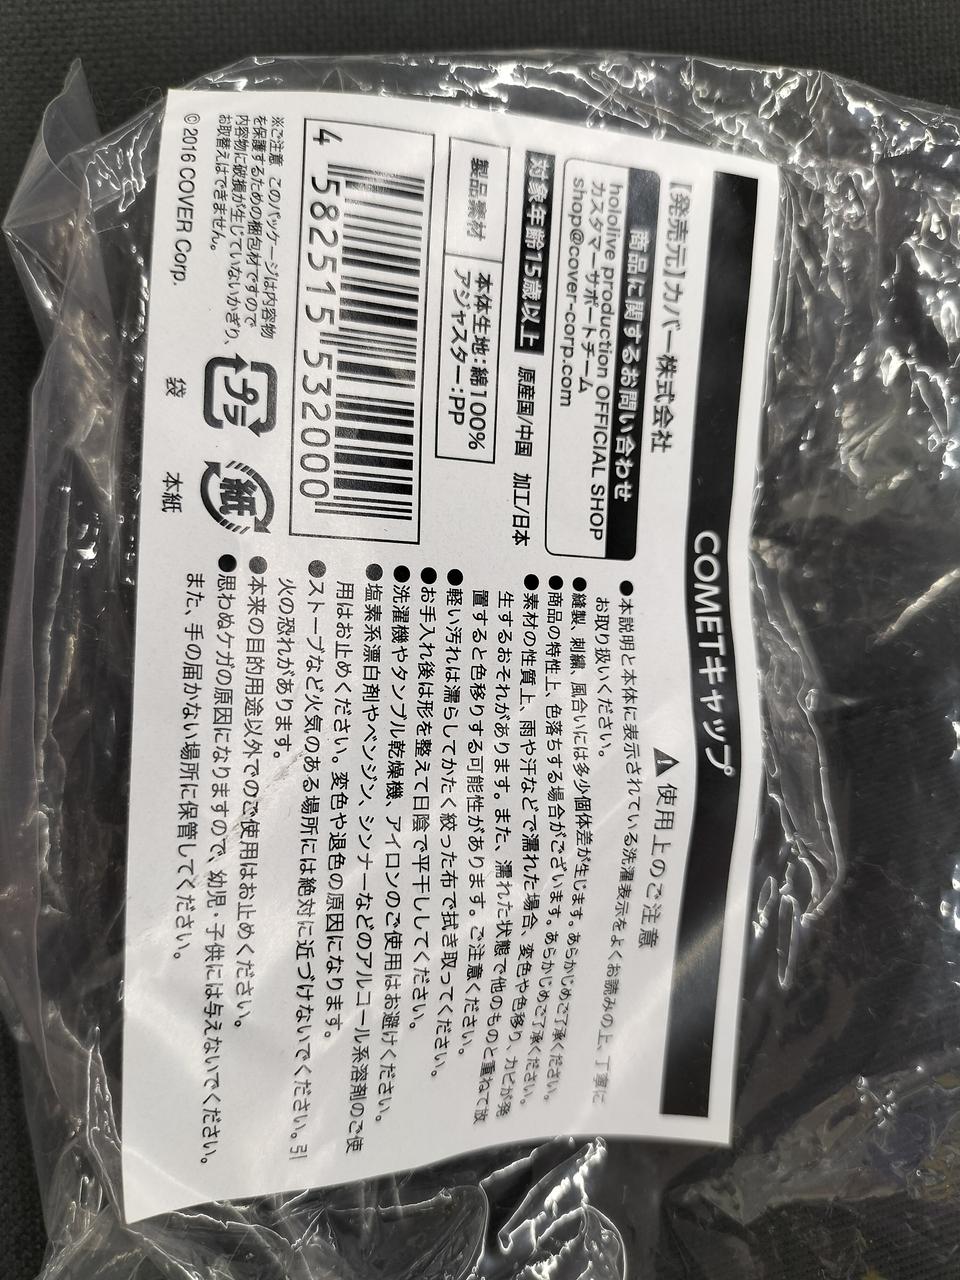 COMETキャップ
【発売元】カバー株式会社
商品に関するお問い合わせ
hololive production OFFICIAL SHOP
カスタマーサポートチーム
shop@cover-corp.com
対象年齢15歳以上 原産国/中国 加工/日本
製品素材
本体生地:綿100%
アジャスター:PP
4 582515 532000
※ご注意 このパッケージは内容物
を保護するための梱包材ですので
内容物に破損が生じていないかぎり、
お取替えはできません。
© 2016 COVER Corp.
プラ
袋
紙
本紙
使用上のご注意
●本説明と本体に表示されている洗濯表示をよくお読みの上、丁寧に
お取り扱いください。
●縫製、刺繍、風合いには多少個体差が生じます。あらかじめご了承ください。
●商品の特性上、色落ちする場合がございます。あらかじめご了承ください。
●素材の性質上、雨や汗などで濡れた場合、変色や色移り、カビが発
生するおそれがあります。また、濡れた状態で他のものと重ねて放
置すると色移りする可能性があります。ご注意ください。
●軽い汚れは濡らしてかたく絞った布で拭き取ってください。
●お手入れ後は形を整えて日陰で平干ししてください。
●洗濯機やタンブル乾燥機、アイロンのご使用はお避けください。
●塩素系漂白剤やベンジン、シンナーなどのアルコール系溶剤のご使
用はお止めください。変色や退色の原因になります。
●ストーブなど火気のある場所には絶対に近づけないでください。引
火の恐れがあります。
●本来の目的用途以外でのご使用はお止めください。
●思わぬケガの原因になりますので、幼児・子供には与えないでください。
また、手の届かない場所に保管してください。